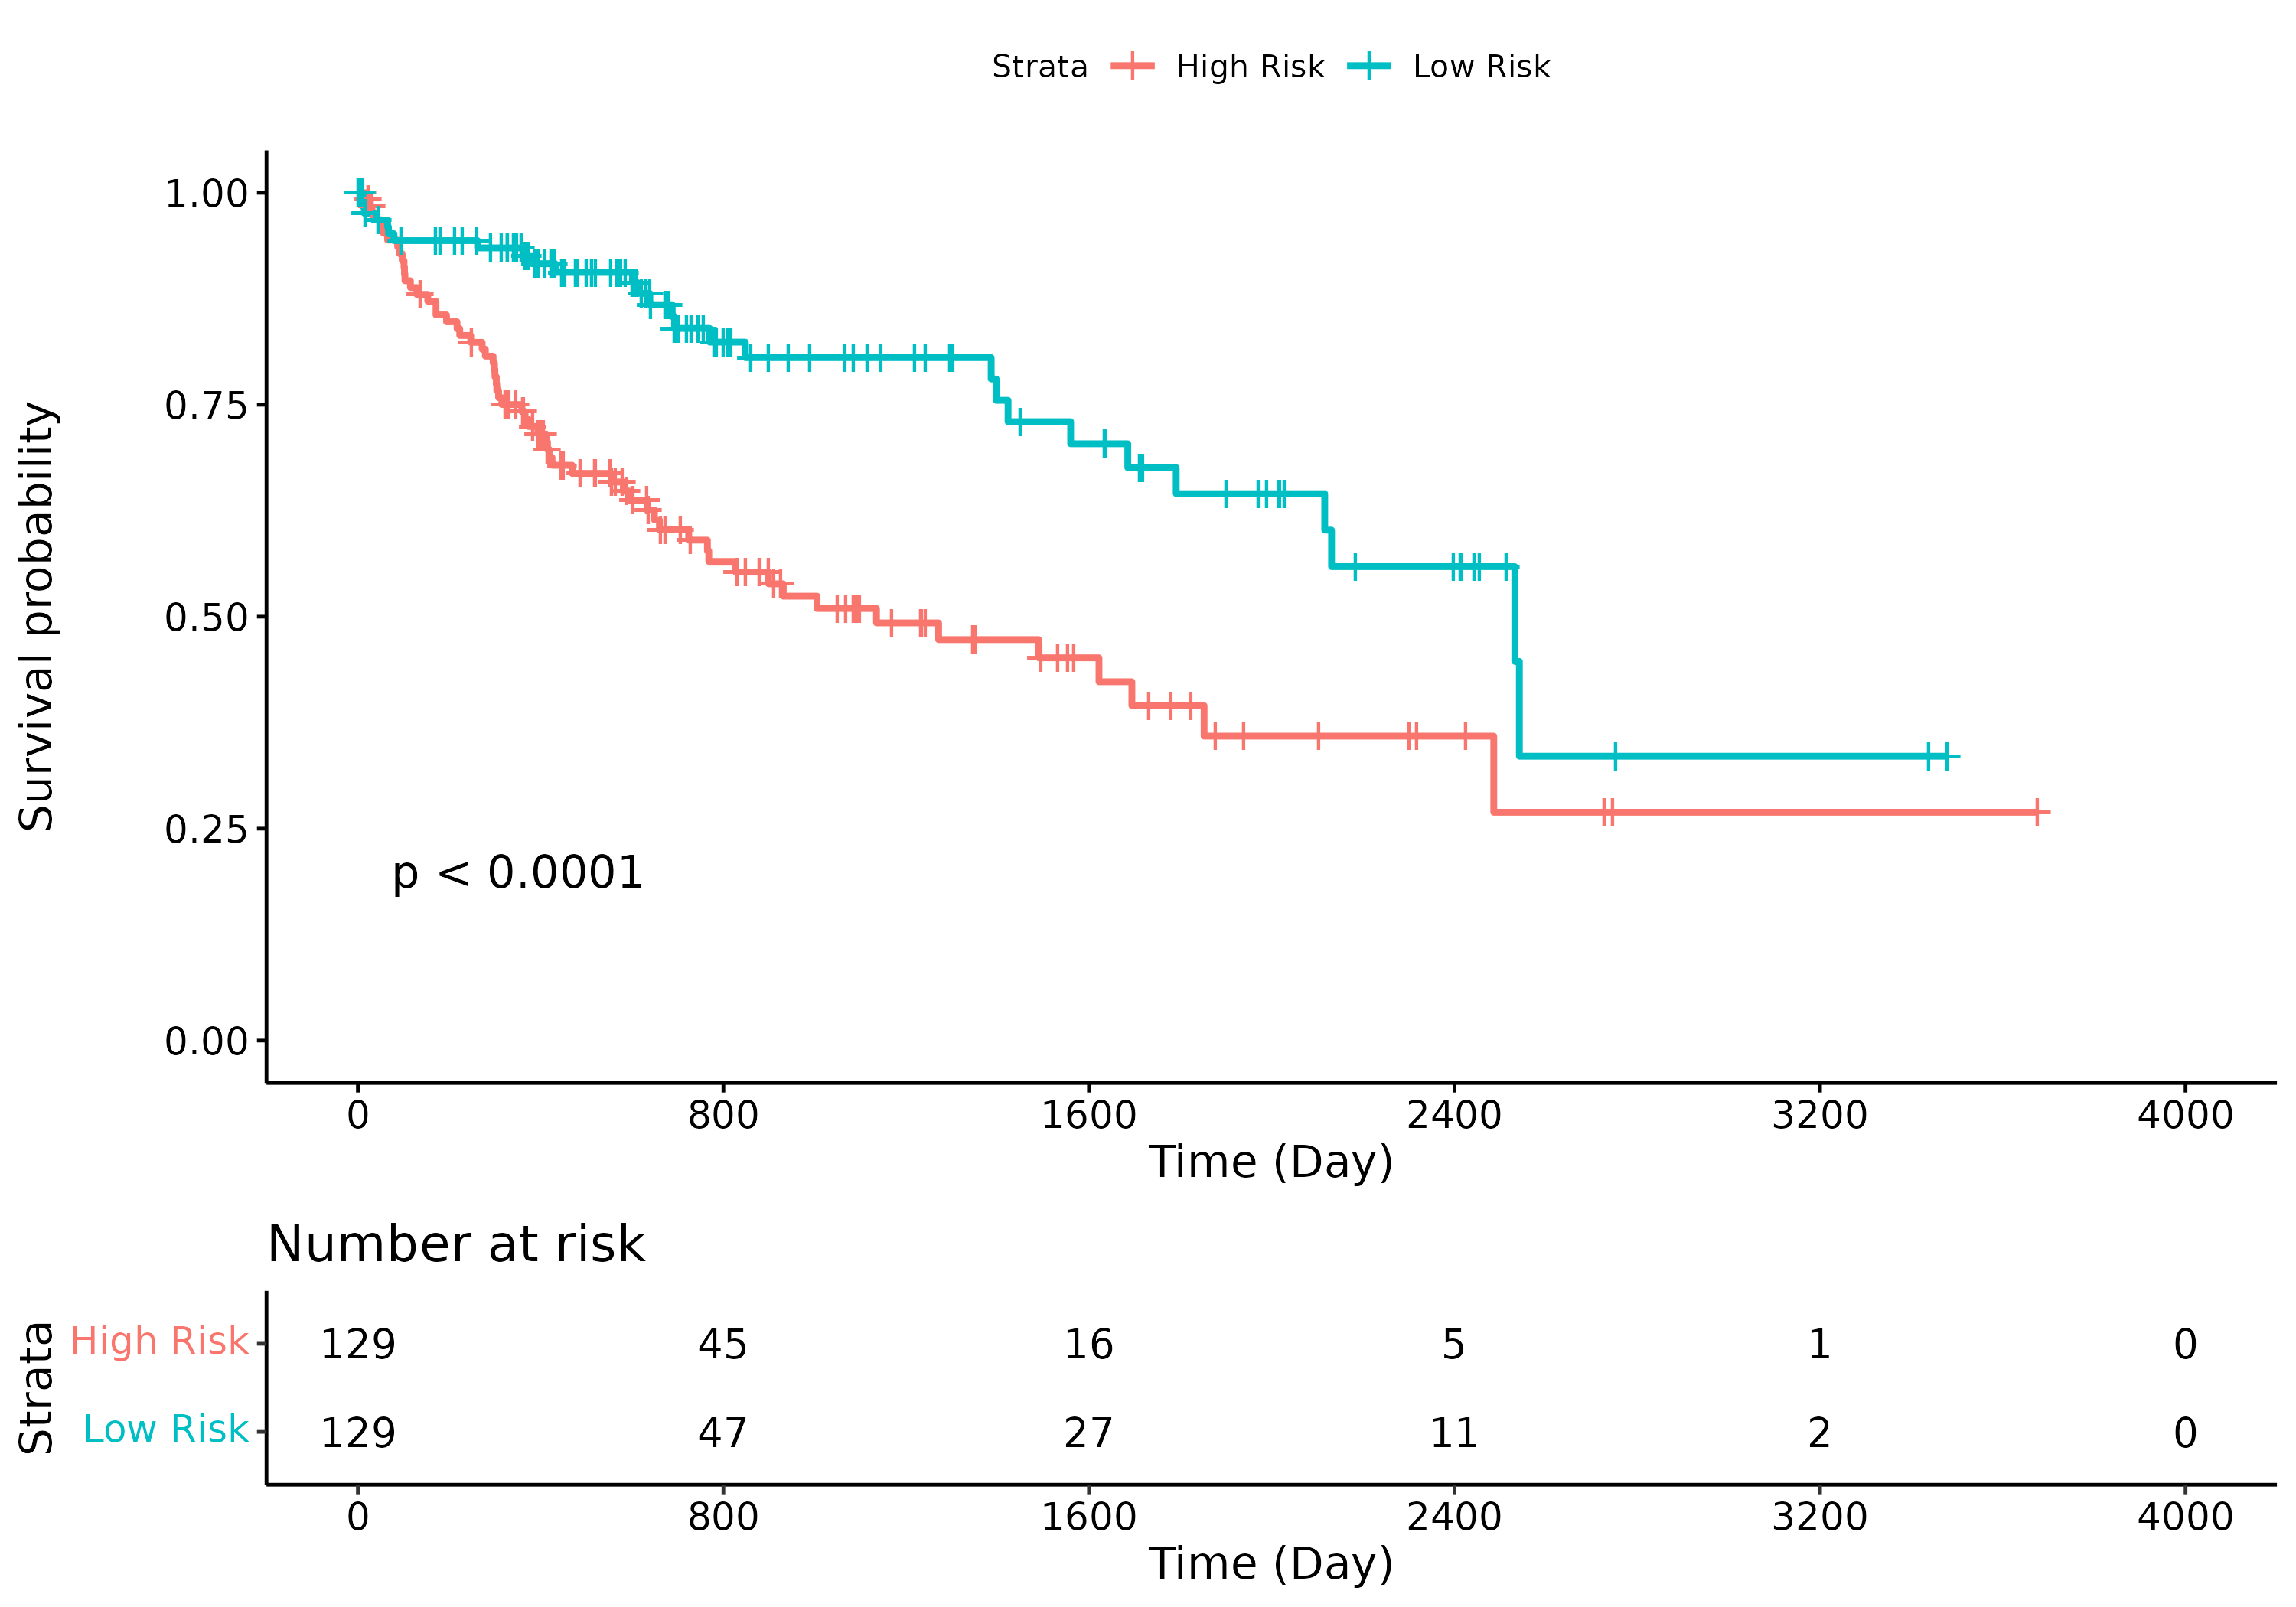 Strata High Risk Low Risk
Survival probability
1.00
0.75
0.50
0.25
0.00
p < 0.0001
0 800 1600 2400 3200 4000
Time (Day)
Number at risk
Strata
High Risk 129 45 16 5 1 0
Low Risk 129 47 27 11 2 0
0 800 1600 2400 3200 4000
Time (Day)